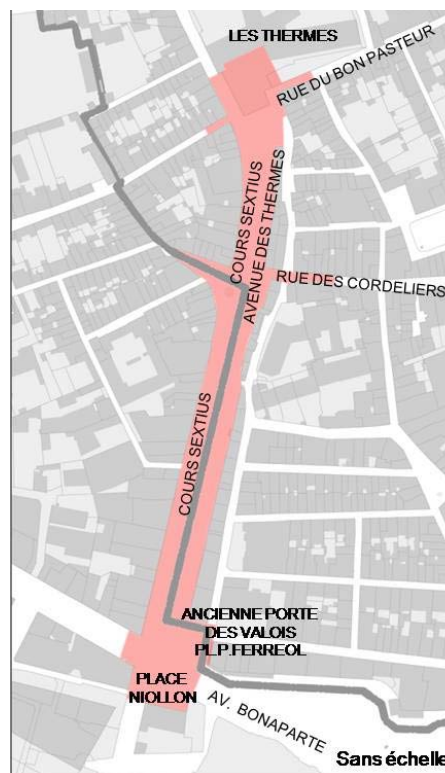 LES THERMES
RUE DU BON PASTEUR
COURS SEXTIUS
AVENUE DES THERMES
RUE DES CORDELIERS
COURS SEXTIUS
ANCIENNE PORTE
DES VALOIS
PL.P.FERREOL
PLACE
NIOLLON
AV. BONAPARTE
Sans échelle